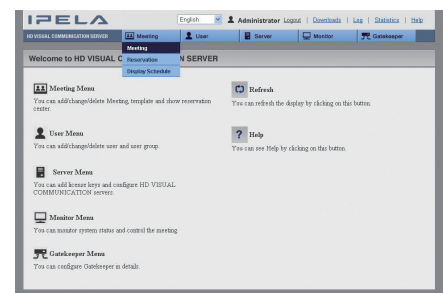 IPELA
English
Administrator Logout | Downloads | Log | Statistics | Help
HD VISUAL COMMUNICATION SERVER
Meeting
User
Server
Monitor
Gatekeeper
Meeting
Reservation
Display Schedule
Welcome to HD VISUAL C N SERVER
Meeting Menu
You can add/change/delete Meeting, template and show reservation center.
User Menu
You can add/change/delete user and user group.
Server Menu
You can add license keys and configure HD VISUAL COMMUNICATION servers.
Monitor Menu
You can monitor system status and control the meeting
Gatekeeper Menu
You can configure Gatekeeper in details.
Refresh
You can refresh the display by clicking on this button.
Help
You can see Help by clicking on this button.